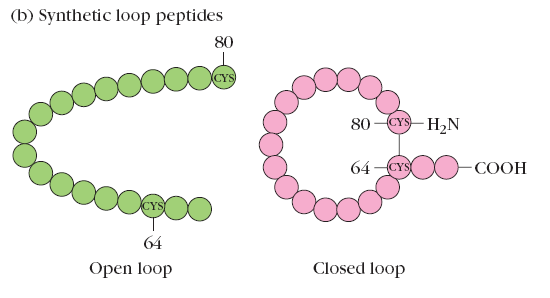 (b) Synthetic loop peptides
80
CYS
80 CYS H₂N
64 CYS COOH
CYS
64
Open loop
Closed loop